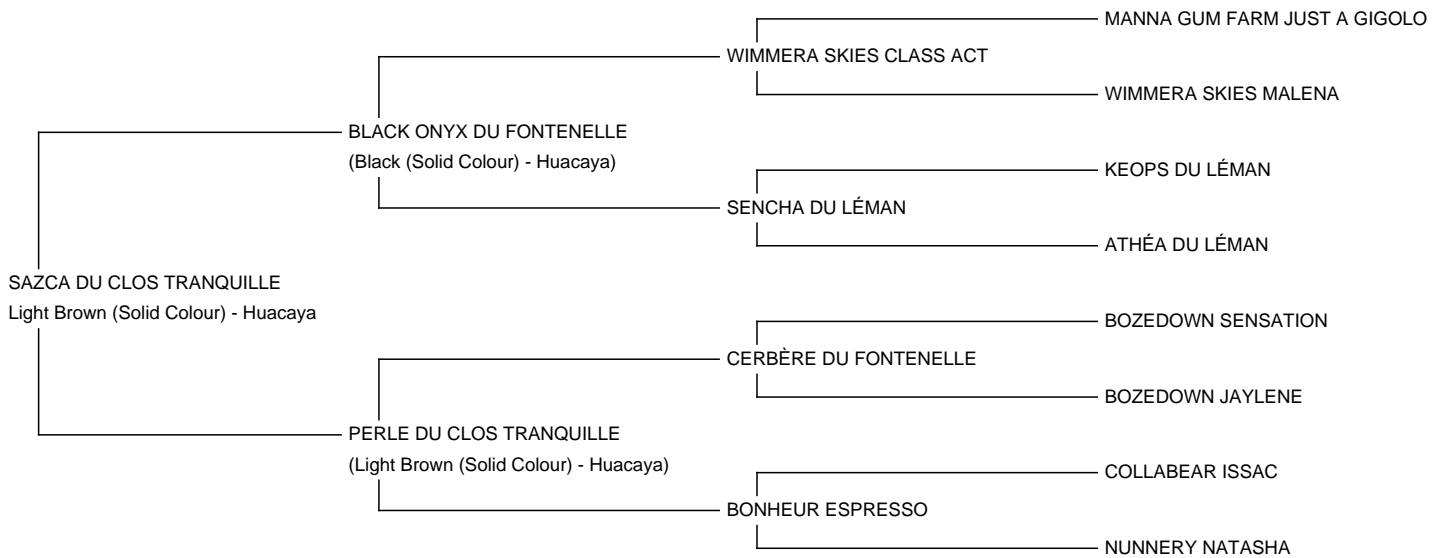 MANNA GUM FARM JUST A GIGOLO
WIMMERA SKIES CLASS ACT
WIMMERA SKIES MALENA
BLACK ONYX DU FONTENELLE
(Black (Solid Colour) - Huacaya)
KEOPS DU LÉMAN
SENCHA DU LÉMAN
ATHÉA DU LÉMAN
SAZCA DU CLOS TRANQUILLE
Light Brown (Solid Colour) - Huacaya
BOZEDOWN SENSATION
CERBÈRE DU FONTENELLE
BOZEDOWN JAYLENE
PERLE DU CLOS TRANQUILLE
(Light Brown (Solid Colour) - Huacaya)
COLLABEAR ISSAC
BONHEUR ESPRESSO
NUNNERY NATASHA